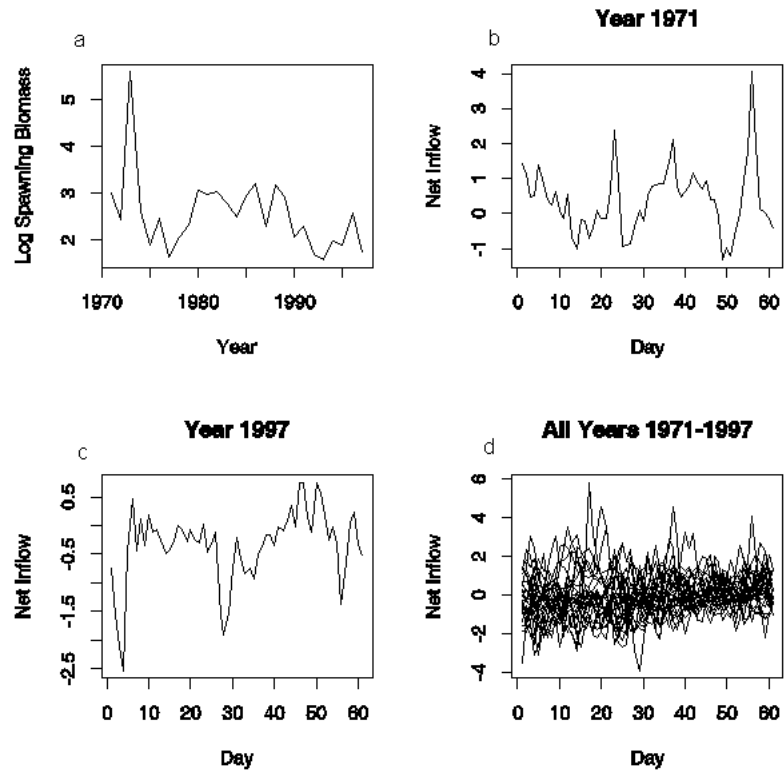 a
Log Spawning Biomass
5
4
3
2
1970
1980
1990
Year
b
Year 1971
Net Inflow
4
3
2
1
0
-1
0
10
20
30
40
50
60
Day
c
Year 1997
Net Inflow
0.5
-0.5
-1.5
-2.5
0
10
20
30
40
50
60
Day
d
All Years 1971-1997
Net Inflow
6
4
2
0
-2
-4
0
10
20
30
40
50
60
Day